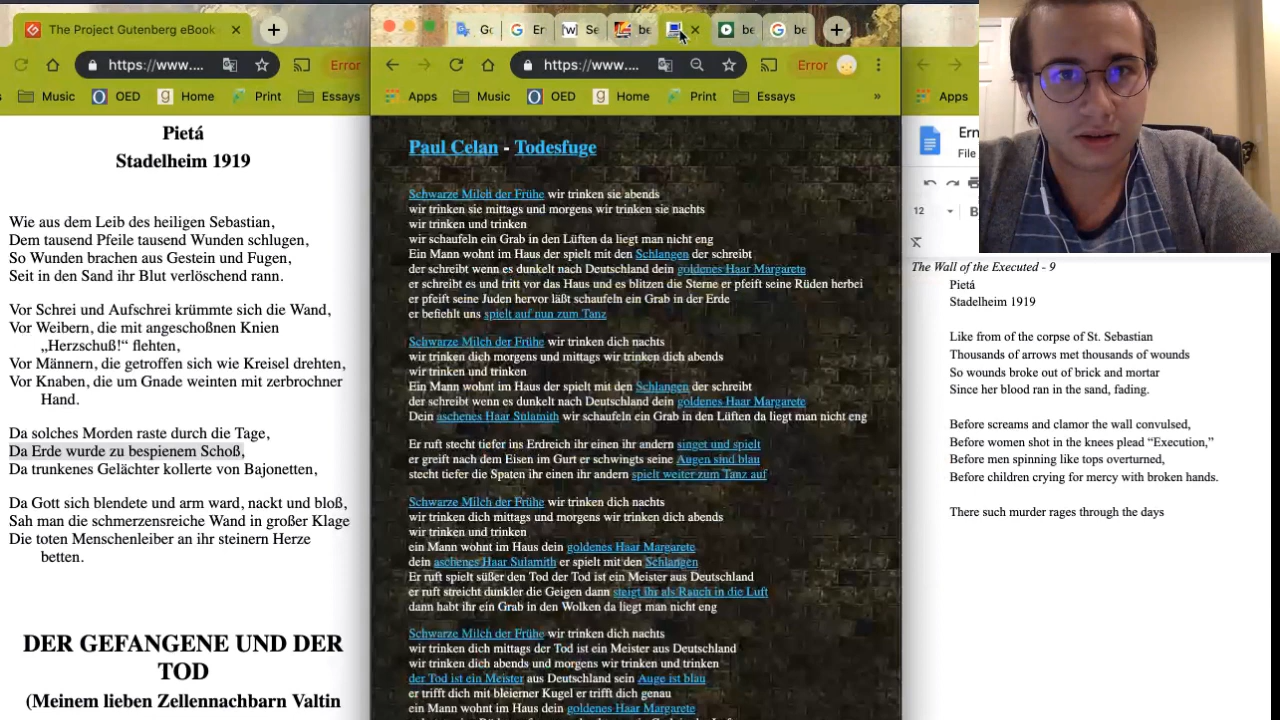 The Project Gutenberg eBook
Gc
Er
Se
be
be
be
https://www....
Error
https://www....
Error
Music
OED
Home
Print
Essays
Apps
Music
OED
Home
Print
Essays
»
Apps
Pietá
Stadelheim 1919
Wie aus dem Leib des heiligen Sebastian,
Dem tausend Pfeile tausend Wunden schlugen,
So Wunden brachen aus Gestein und Fugen,
Seit in den Sand ihr Blut verlöschend rann.
Vor Schrei und Aufschrei krümmte sich die Wand,
Vor Weibern, die mit angeschoßnen Knien
„Herzschuß!“ flehten,
Vor Männern, die getroffen sich wie Kreisel drehten,
Vor Knaben, die um Gnade weinten mit zerbrochner
Hand.
Da solches Morden raste durch die Tage,
Da Erde wurde zu bespienem Schoß,
Da trunkenes Gelächter kollerte von Bajonetten,
Da Gott sich blendete und arm ward, nackt und bloß,
Sah man die schmerzensreiche Wand in großer Klage
Die toten Menschenleiber an ihr steinern Herze
betten.
DER GEFANGENE UND DER
TOD
(Meinem lieben Zellennachbarn Valtin
Paul Celan - Todesfuge
Schwarze Milch der Frühe wir trinken sie abends
wir trinken sie mittags und morgens wir trinken sie nachts
wir trinken und trinken
wir schaufeln ein Grab in den Lüften da liegt man nicht eng
Ein Mann wohnt im Haus der spielt mit den Schlangen der schreibt
der schreibt wenn es dunkelt nach Deutschland dein goldenes Haar Margarete
er schreibt es und tritt vor das Haus und es blitzen die Sterne er pfeift seine Rüden herbei
er pfeift seine Juden hervor läßt schaufeln ein Grab in der Erde
er befiehlt uns spielt auf nun zum Tanz
Schwarze Milch der Frühe wir trinken dich nachts
wir trinken dich morgens und mittags wir trinken dich abends
wir trinken und trinken
Ein Mann wohnt im Haus der spielt mit den Schlangen der schreibt
der schreibt wenn es dunkelt nach Deutschland dein goldenes Haar Margarete
Dein aschenes Haar Sulamith wir schaufeln ein Grab in den Lüften da liegt man nicht eng
Er ruft stecht tiefer ins Erdreich ihr einen ihr andern singet und spielt
er greift nach dem Eisen im Gurt er schwingts seine Augen sind blau
stecht tiefer die Spaten ihr einen ihr andern spielt weiter zum Tanz auf
Schwarze Milch der Frühe wir trinken dich nachts
wir trinken dich mittags und morgens wir trinken dich abends
wir trinken und trinken
ein Mann wohnt im Haus dein goldenes Haar Margarete
dein aschenes Haar Sulamith er spielt mit den Schlangen
Er ruft spielt süßer den Tod der Tod ist ein Meister aus Deutschland
er ruft streicht dunkler die Geigen dann steigt ihr als Rauch in die Luft
dann habt ihr ein Grab in den Wolken da liegt man nicht eng
Schwarze Milch der Frühe wir trinken dich nachts
wir trinken dich mittags der Tod ist ein Meister aus Deutschland
wir trinken dich abends und morgens wir trinken und trinken
der Tod ist ein Meister aus Deutschland sein Auge ist blau
er trifft dich mit bleierner Kugel er trifft dich genau
ein Mann wohnt im Haus dein goldenes Haar Margarete
Ern
File
12
B
The Wall of the Executed - 9
Pietá
Stadelheim 1919
Like from of the corpse of St. Sebastian
Thousands of arrows met thousands of wounds
So wounds broke out of brick and mortar
Since her blood ran in the sand, fading.
Before screams and clamor the wall convulsed,
Before women shot in the knees plead “Execution,”
Before men spinning like tops overturned,
Before children crying for mercy with broken hands.
There such murder rages through the days